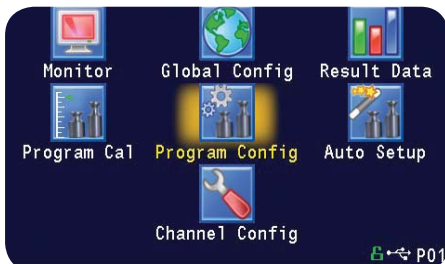 Monitor Global Config Result Data
Program Cal Program Config Auto Setup
Channel Config
P01